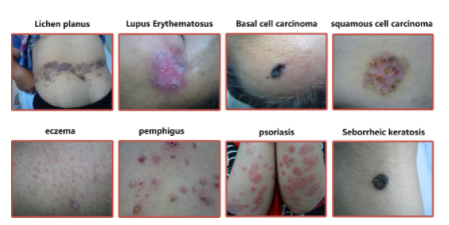 Lichen planus
Lupus Erythematosus
Basal cell carcinoma
squamous cell carcinoma
eczema
pemphigus
psoriasis
Seborrheic keratosis